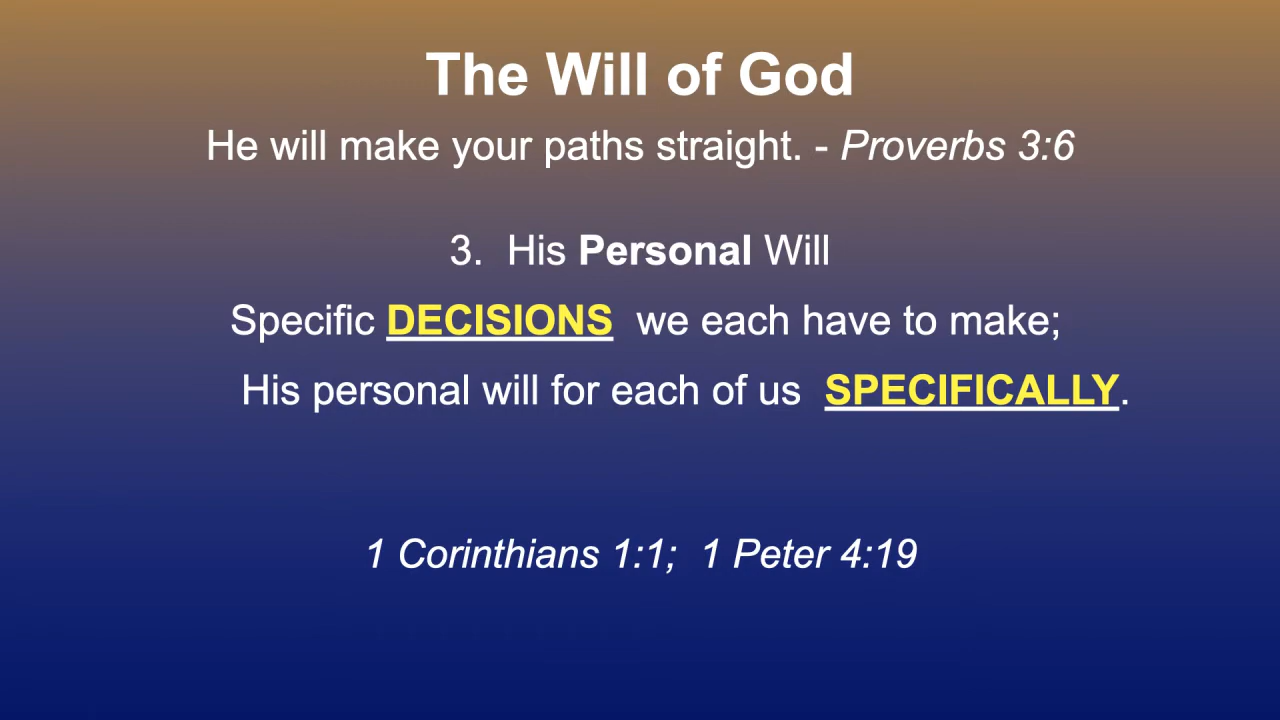 The Will of God
He will make your paths straight. - Proverbs 3:6
3. His Personal Will
Specific DECISIONS we each have to make;
His personal will for each of us SPECIFICALLY.
1 Corinthians 1:1; 1 Peter 4:19